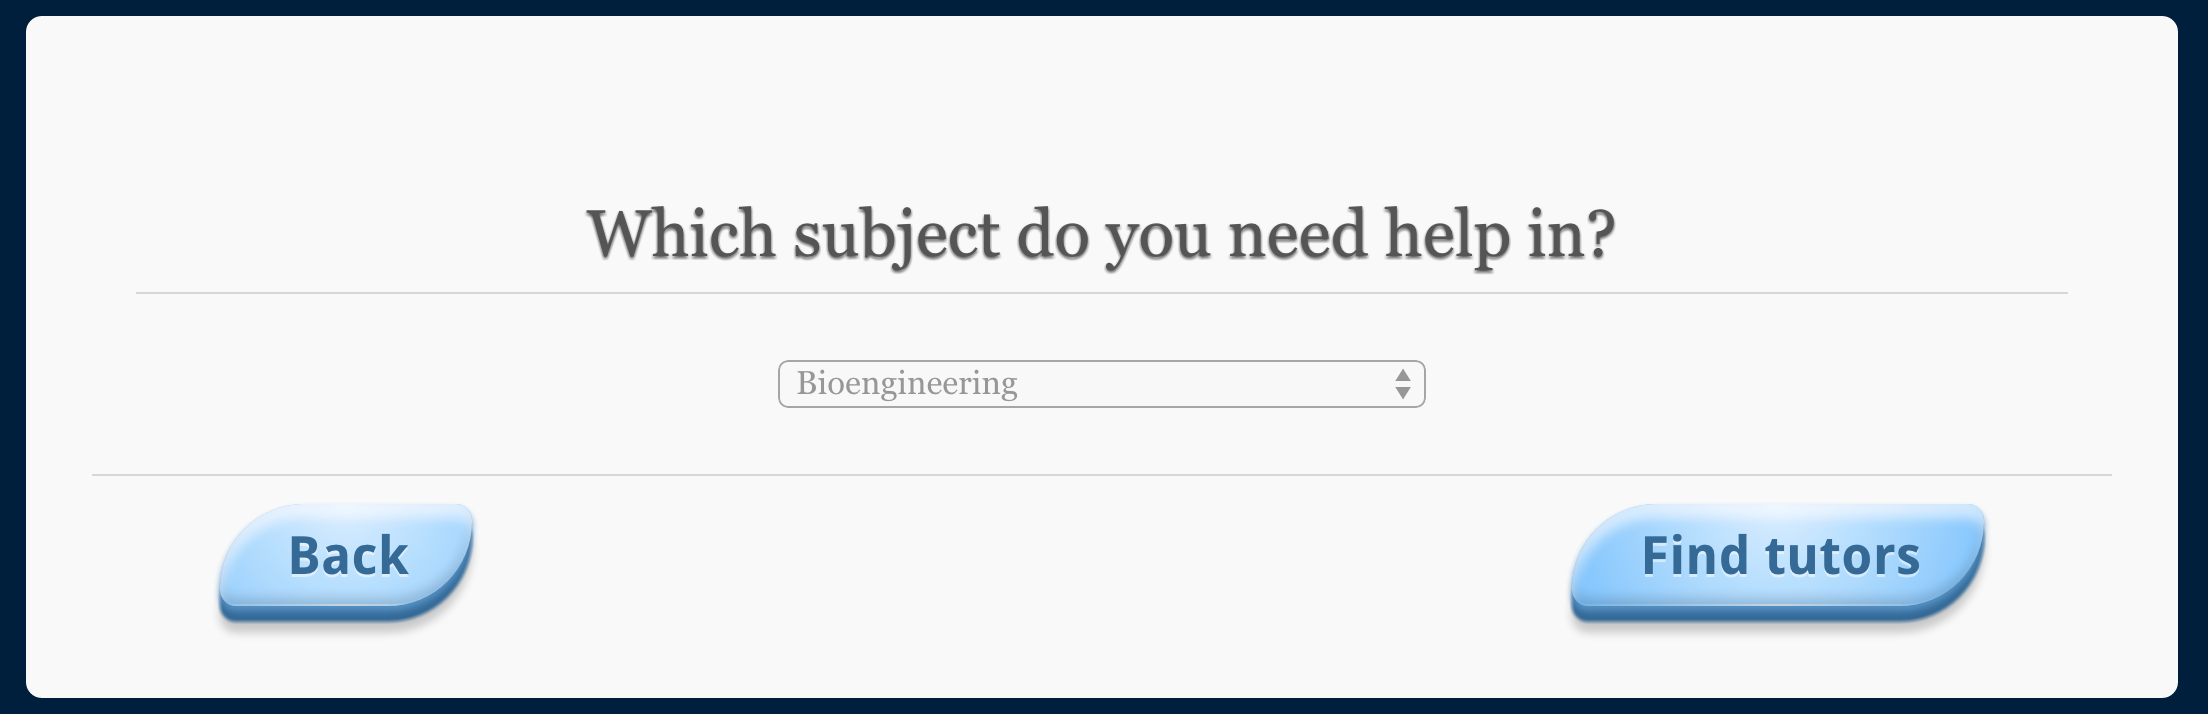 Which subject do you need help in?
Bioengineering
Back
Find tutors